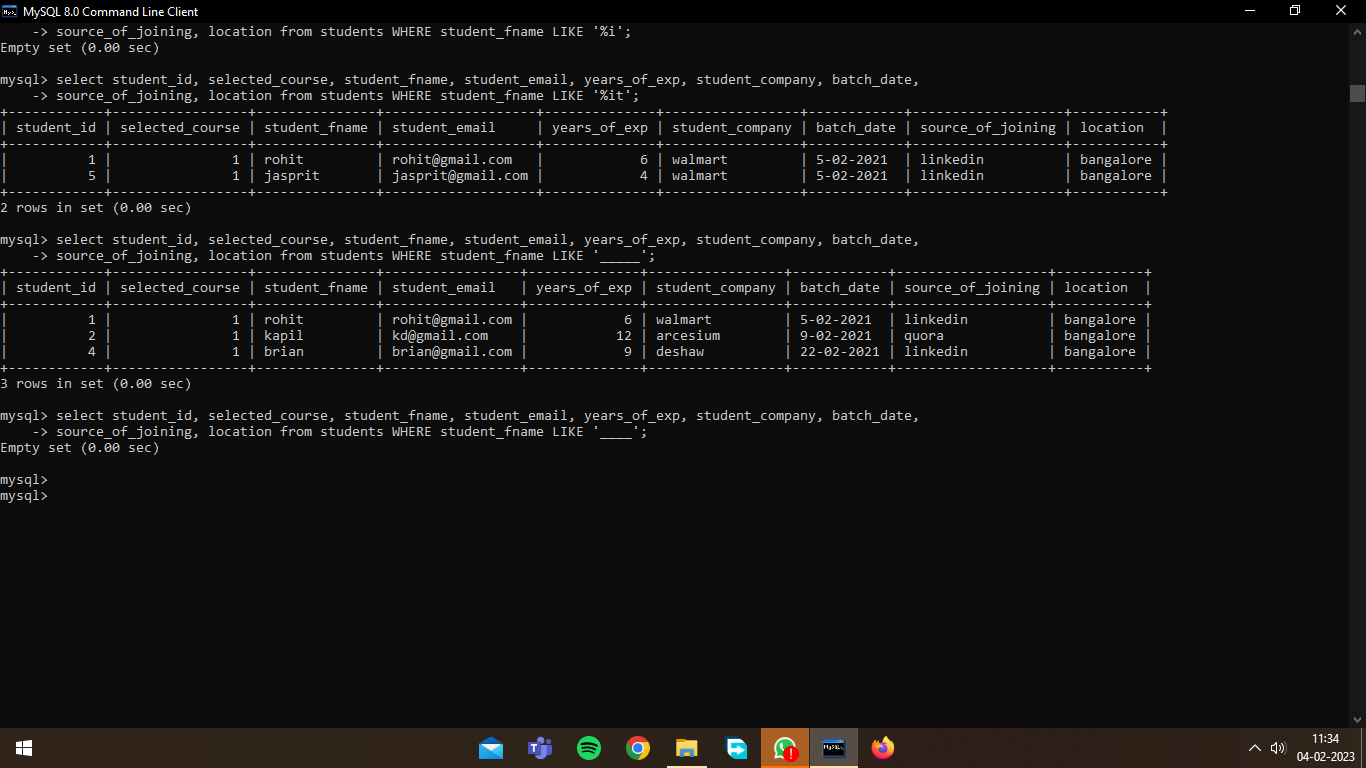 MySQL 8.0 Command Line Client
    -> source_of_joining, location from students WHERE student_fname LIKE '%i';
Empty set (0.00 sec)

mysql> select student_id, selected_course, student_fname, student_email, years_of_exp, student_company, batch_date,
    -> source_of_joining, location from students WHERE student_fname LIKE '%it';
+------------+-----------------+---------------+-------------------+--------------+-----------------+------------+-------------------+-----------+
| student_id | selected_course | student_fname | student_email     | years_of_exp | student_company | batch_date | source_of_joining | location  |
+------------+-----------------+---------------+-------------------+--------------+-----------------+------------+-------------------+-----------+
|          1 |               1 | rohit         | rohit@gmail.com   |            6 | walmart         | 5-02-2021  | linkedin          | bangalore |
|          5 |               1 | jasprit       | jasprit@gmail.com |            4 | walmart         | 5-02-2021  | linkedin          | bangalore |
+------------+-----------------+---------------+-------------------+--------------+-----------------+------------+-------------------+-----------+
2 rows in set (0.00 sec)

mysql> select student_id, selected_course, student_fname, student_email, years_of_exp, student_company, batch_date,
    -> source_of_joining, location from students WHERE student_fname LIKE '_____';
+------------+-----------------+---------------+-----------------+--------------+-----------------+------------+-------------------+-----------+
| student_id | selected_course | student_fname | student_email   | years_of_exp | student_company | batch_date | source_of_joining | location  |
+------------+-----------------+---------------+-----------------+--------------+-----------------+------------+-------------------+-----------+
|          1 |               1 | rohit         | rohit@gmail.com |            6 | walmart         | 5-02-2021  | linkedin          | bangalore |
|          2 |               1 | kapil         | kd@gmail.com    |           12 | arcesium        | 9-02-2021  | quora             | bangalore |
|          4 |               1 | brian         | brian@gmail.com |            9 | deshaw          | 22-02-2021 | linkedin          | bangalore |
+------------+-----------------+---------------+-----------------+--------------+-----------------+------------+-------------------+-----------+
3 rows in set (0.00 sec)

mysql> select student_id, selected_course, student_fname, student_email, years_of_exp, student_company, batch_date,
    -> source_of_joining, location from students WHERE student_fname LIKE '____';
Empty set (0.00 sec)

mysql>
mysql>
11:34
04-02-2023